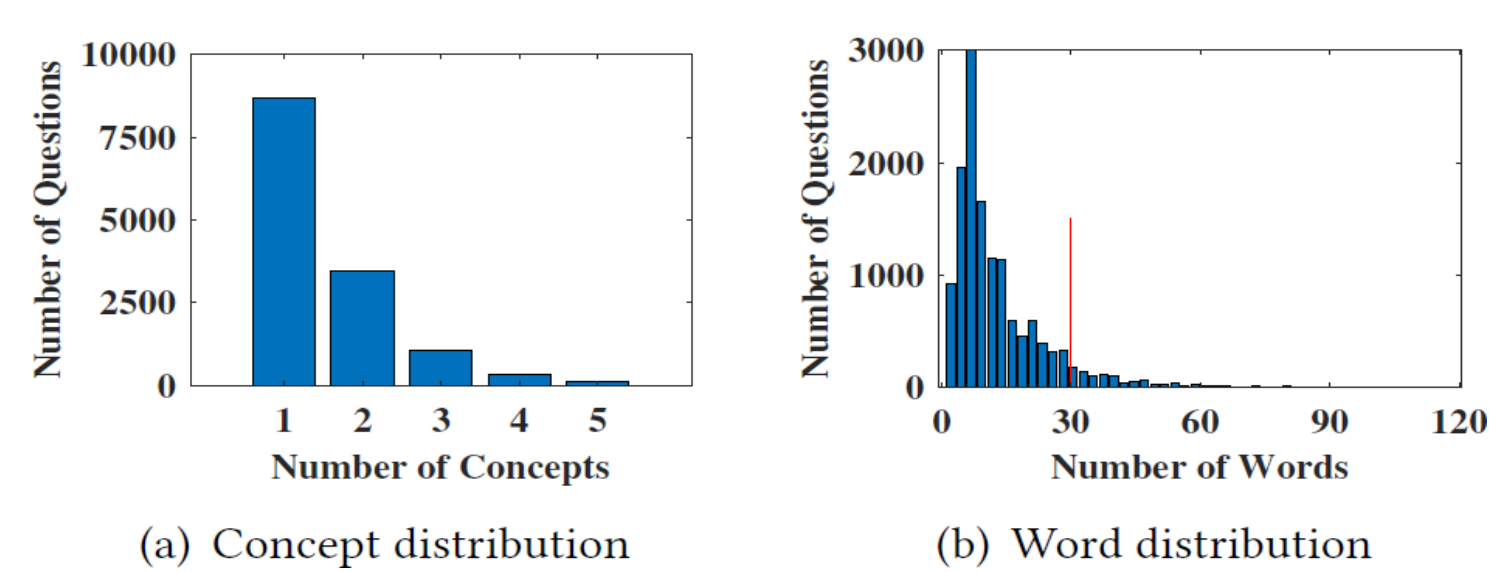 Number of Questions
10000
7500
5000
2500
0
1 2 3 4 5
Number of Concepts
(a) Concept distribution
Number of Questions
3000
2000
1000
0
0 30 60 90 120
Number of Words
(b) Word distribution